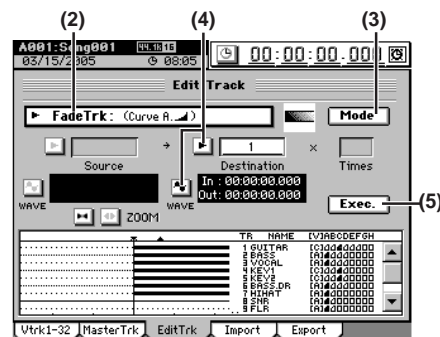 (2) (4) (3)
A001:Song001 44.1K16
03/15/2005 08:05 00:00:00.000
Edit Track
FadeTrk: (Curve A..) Mode
→ 1 ×
Source Destination Times
In : 00:00:00.000
Out: 00:00:00.000
WAVE WAVE Exec. (5)
ZOOM
TR NAME [V]ABCDEFGH
1 GUITAR
2 BASS
3 VOCAL
4 KEY1
5 KEY2
6 BASS.DR
7 HIHAT
8 SNR
9 FLR
Vtrk1-32 MasterTrk EditTrk Import Export